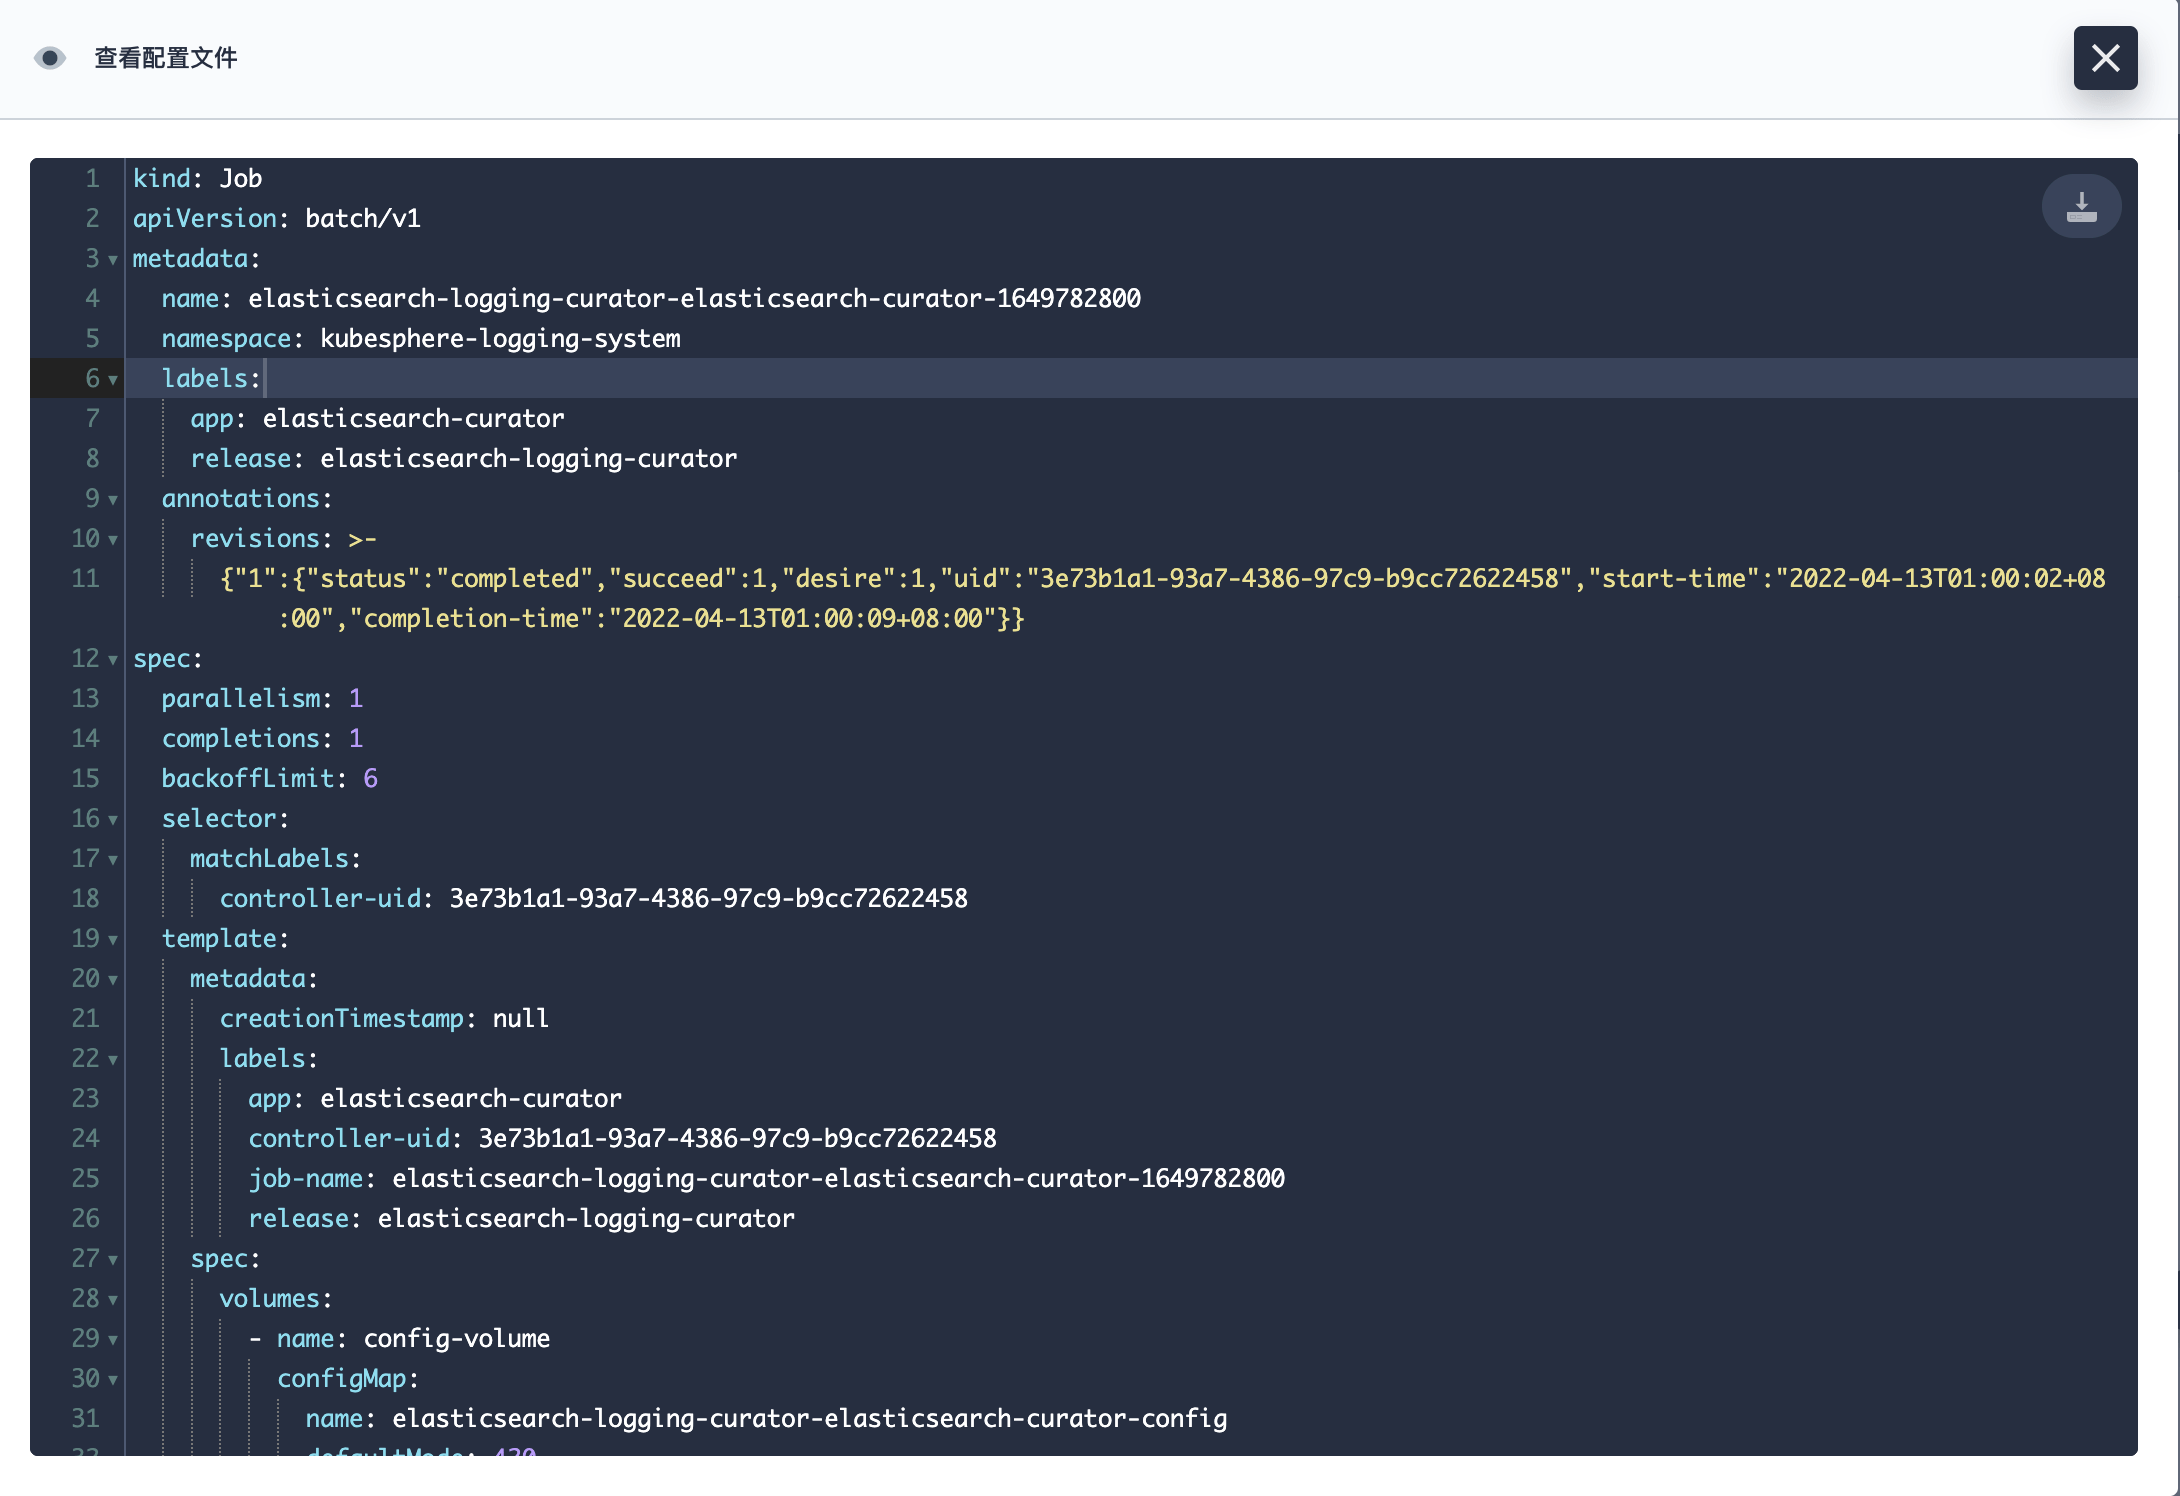 查看配置文件
1 kind: Job
2 apiVersion: batch/v1
3 metadata:
4 name: elasticsearch-logging-curator-elasticsearch-curator-1649782800
5 namespace: kubesphere-logging-system
6 labels:
7 app: elasticsearch-curator
8 release: elasticsearch-logging-curator
9 annotations:
10 revisions: >-
11 {"1":{"status":"completed","succeed":1,"desire":1,"uid":"3e73b1a1-93a7-4386-97c9-b9cc72622458","start-time":"2022-04-13T01:00:02+08
:00","completion-time":"2022-04-13T01:00:09+08:00"}}
12 spec:
13 parallelism: 1
14 completions: 1
15 backoffLimit: 6
16 selector:
17 matchLabels:
18 controller-uid: 3e73b1a1-93a7-4386-97c9-b9cc72622458
19 template:
20 metadata:
21 creationTimestamp: null
22 labels:
23 app: elasticsearch-curator
24 controller-uid: 3e73b1a1-93a7-4386-97c9-b9cc72622458
25 job-name: elasticsearch-logging-curator-elasticsearch-curator-1649782800
26 release: elasticsearch-logging-curator
27 spec:
28 volumes:
29 - name: config-volume
30 configMap:
31 name: elasticsearch-logging-curator-elasticsearch-curator-config
32 defaultMode: 420